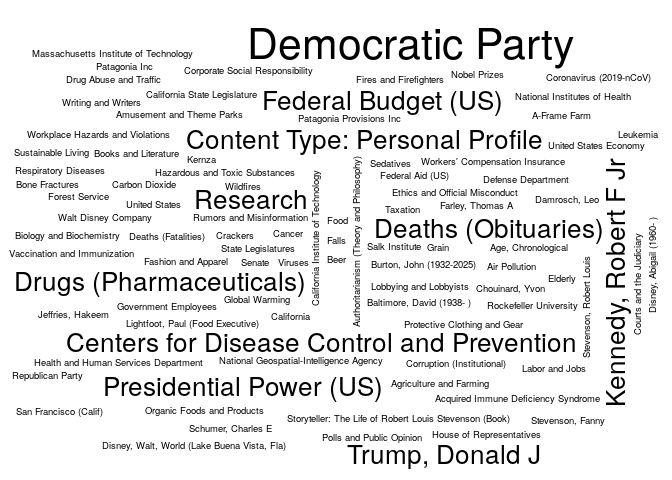 Democratic Party
Massachusetts Institute of Technology
Patagonia Inc
Corporate Social Responsibility
Drug Abuse and Traffic
Fires and Firefighters
Nobel Prizes
Coronavirus (2019-nCoV)
California State Legislature
Writing and Writers
Federal Budget (US)
National Institutes of Health
Amusement and Theme Parks
Patagonia Provisions Inc
A-Frame Farm
Workplace Hazards and Violations
Content Type: Personal Profile
Leukemia
United States Economy
Sustainable Living
Books and Literature
Kernza
Sedatives
Workers' Compensation Insurance
Respiratory Diseases
Hazardous and Toxic Substances
Federal Aid (US)
Defense Department
Bone Fractures
Carbon Dioxide
Wildfires
Forest Service
United States
Research
Ethics and Official Misconduct
Damrosch, Leo
Taxation
Farley, Thomas A
Walt Disney Company
Rumors and Misinformation
Food
Deaths (Obituaries)
Biology and Biochemistry
Deaths (Fatalities)
Crackers
Cancer
Falls
State Legislatures
Salk Institute
Grain
Age, Chronological
Vaccination and Immunization
Fashion and Apparel
Senate
Viruses
Beer
California Institute of Technology
Authoritarianism (Theory and Philosophy)
Burton, John (1932-2025)
Air Pollution
Drugs (Pharmaceuticals)
Elderly
Lobbying and Lobbyists
Chouinard, Yvon
Global Warming
Government Employees
Baltimore, David (1938- )
Rockefeller University
Jeffries, Hakeem
California
Lightfoot, Paul (Food Executive)
Protective Clothing and Gear
Stevenson, Robert Louis
Kennedy, Robert F Jr
Courts and the Judiciary
Disney, Abigail (1960- )
Centers for Disease Control and Prevention
Health and Human Services Department
National Geospatial-Intelligence Agency
Corruption (Institutional)
Labor and Jobs
Republican Party
Presidential Power (US)
Agriculture and Farming
Acquired Immune Deficiency Syndrome
San Francisco (Calif)
Organic Foods and Products
Storyteller: The Life of Robert Louis Stevenson (Book)
Stevenson, Fanny
Schumer, Charles E
Polls and Public Opinion
House of Representatives
Disney, Walt, World (Lake Buena Vista, Fla)
Trump, Donald J